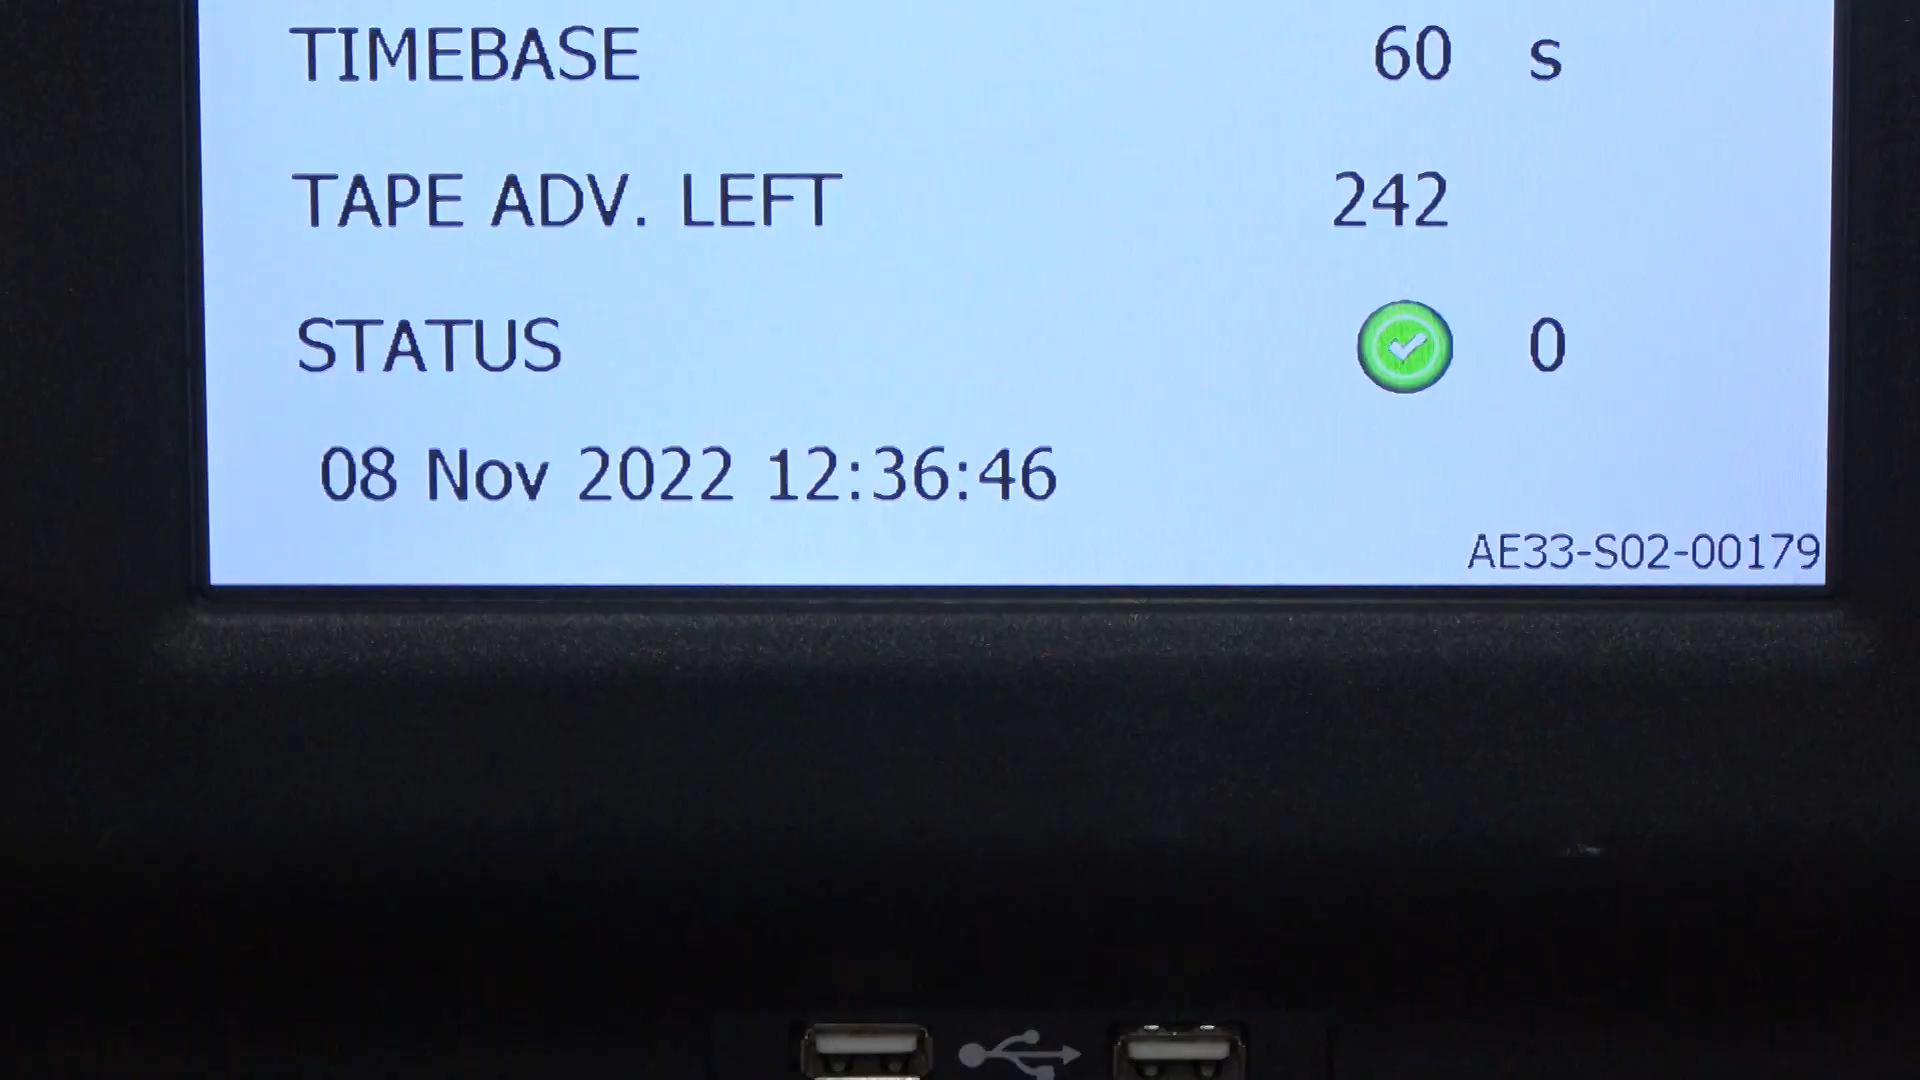 TIMEBASE 60 s
TAPE ADV. LEFT 242
STATUS 0
08 Nov 2022 12:36:46
AE33-S02-00179